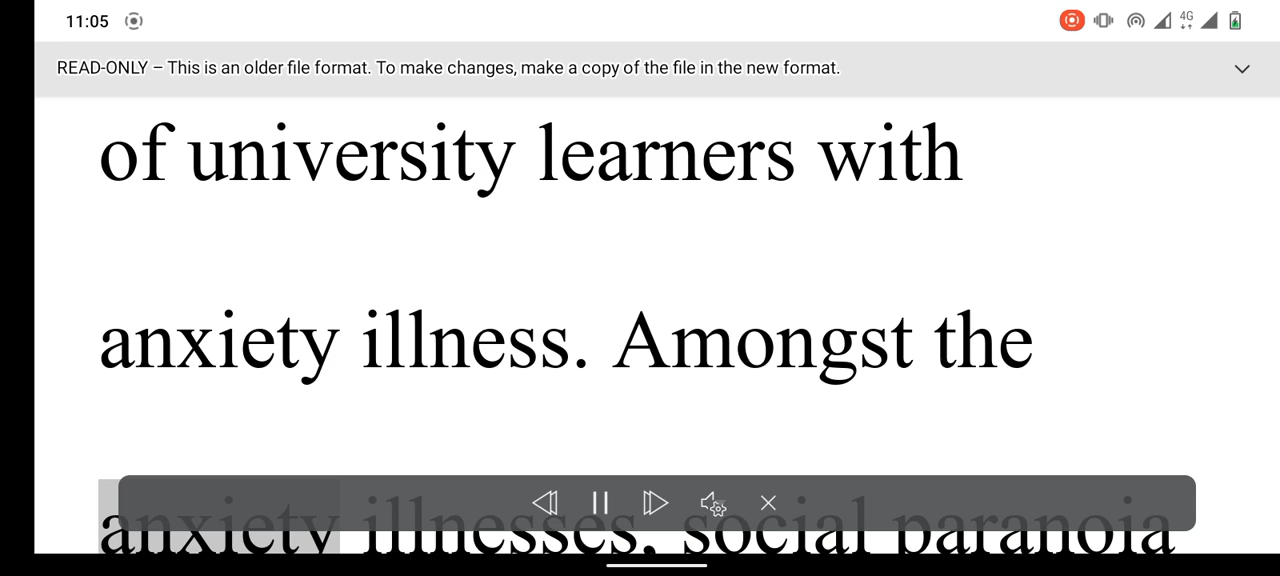 11:05
4G
READ-ONLY – This is an older file format. To make changes, make a copy of the file in the new format.
of university learners with
anxiety illness. Amongst the
anxiety illnesses, social paranoia